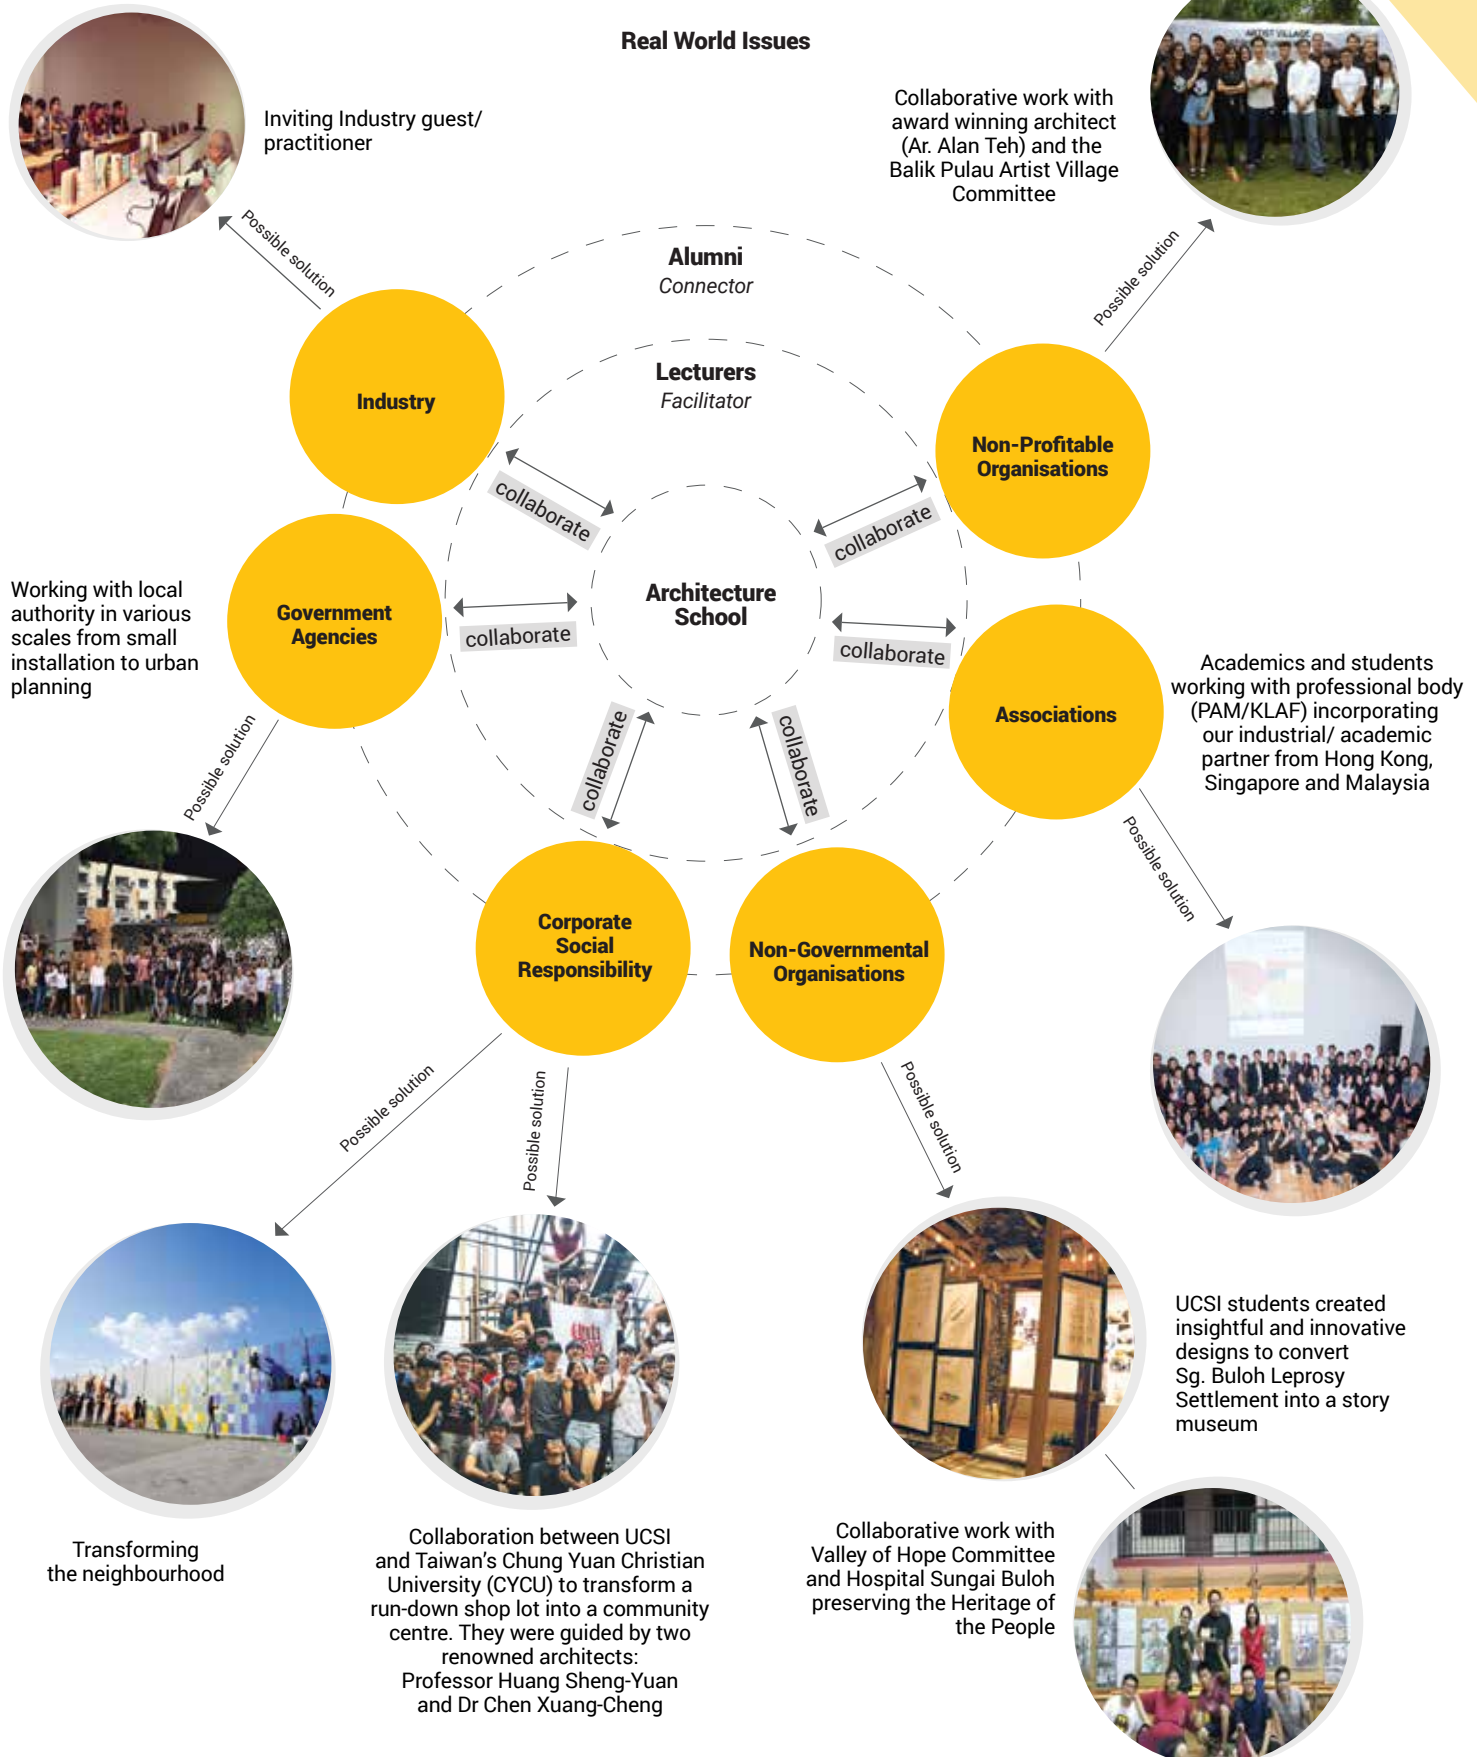 Real World Issues
Inviting Industry guest/
practitioner
ARTIST VILLAGE
Collaborative work with
award winning architect
(Ar. Alan Teh) and the
Balik Pulau Artist Village
Committee
Possible solution
Possible solution
Alumni
Connector
Lecturers
Facilitator
Industry
Non-Profitable
Organisations
collaborate
collaborate
Architecture
School
Working with local
authority in various
scales from small
installation to urban
planning
Government
Agencies
collaborate
collaborate
Associations
Academics and students
working with professional body
(PAM/KLAF) incorporating
our industrial/ academic
partner from Hong Kong,
Singapore and Malaysia
Possible solution
collaborate
collaborate
Possible solution
Corporate
Social
Responsibility
Non-Governmental
Organisations
Possible solution
Possible solution
Possible solution
UCSI students created
insightful and innovative
designs to convert
Sg. Buloh Leprosy
Settlement into a story
museum
Transforming
the neighbourhood
Collaboration between UCSI
and Taiwan's Chung Yuan Christian
University (CYCU) to transform a
run-down shop lot into a community
centre. They were guided by two
renowned architects:
Professor Huang Sheng-Yuan
and Dr Chen Xuang-Cheng
Collaborative work with
Valley of Hope Committee
and Hospital Sungai Buloh
preserving the Heritage of
the People